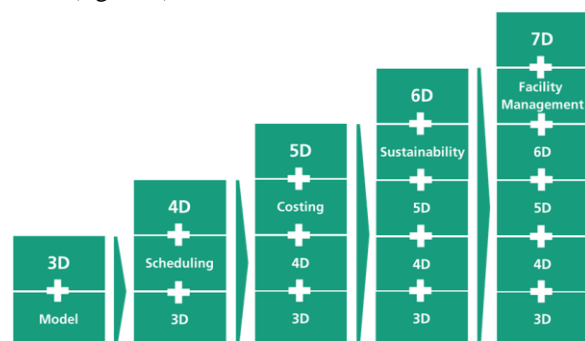 3D
Model
4D
Scheduling
3D
5D
Costing
4D
3D
6D
Sustainability
5D
4D
3D
7D
Facility
Management
6D
5D
4D
3D